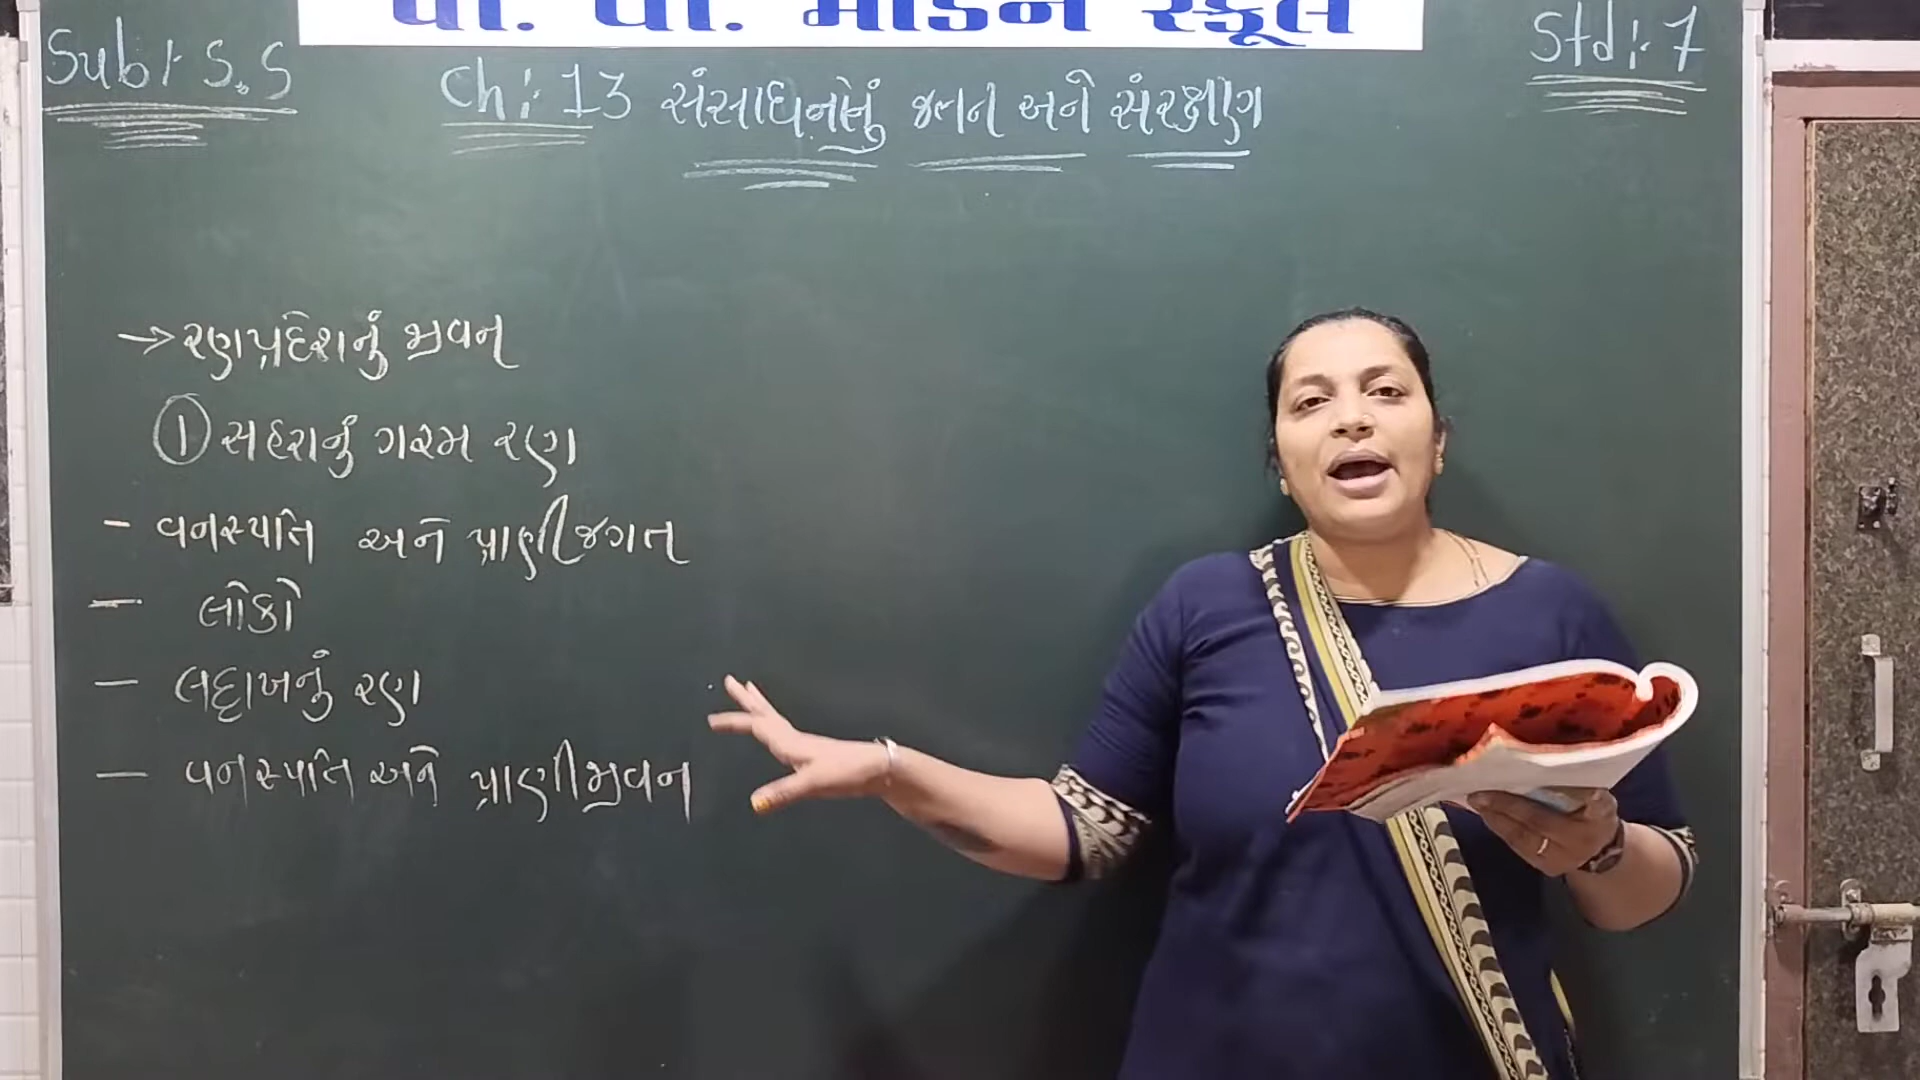 પી. પી. મોડર્ન સ્કૂલ
Sub:- S.S
Ch:- 13 સંસાધનોનું જતન અને સંરક્ષણ
Std:- 7
→ રણપ્રદેશનું જીવન
① સહરાનું ગરમ રણ
- વનસ્પતિ અને પ્રાણીજગત
- લોકો
- લદ્દાખનું રણ
- વનસ્પતિ અને પ્રાણીજીવન